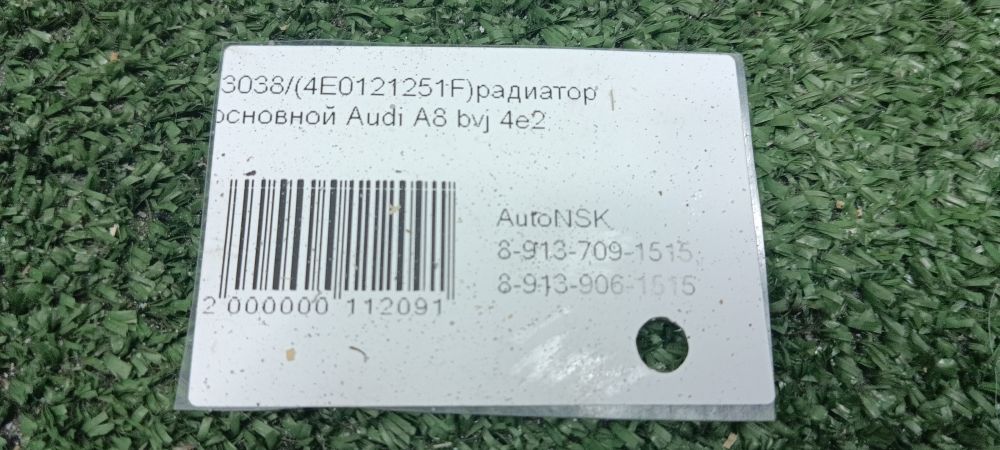 3038/(4E0121251F)радиатор
основной Audi A8 bvj 4e2
AutoNSK
8-913-709-1515,
8-913-906-1515
2 000000 112091